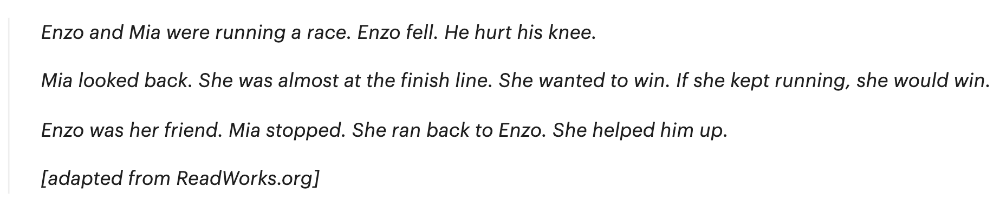 Enzo and Mia were running a race. Enzo fell. He hurt his knee.
Mia looked back. She was almost at the finish line. She wanted to win. If she kept running, she would win.
Enzo was her friend. Mia stopped. She ran back to Enzo. She helped him up.
[adapted from ReadWorks.org]